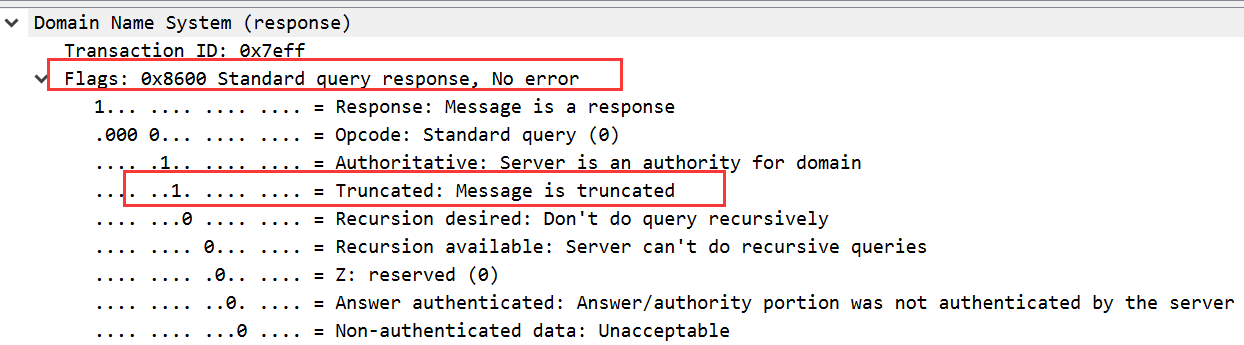 Domain Name System (response)
Transaction ID: 0x7eff
Flags: 0x8600 Standard query response, No error
1... .... .... .... = Response: Message is a response
.000 0... .... .... = Opcode: Standard query (0)
.... .1.. .... .... = Authoritative: Server is an authority for domain
.... ..1. .... .... = Truncated: Message is truncated
.... ...0 .... .... = Recursion desired: Don't do query recursively
.... .... 0... .... = Recursion available: Server can't do recursive queries
.... .... .0.. .... = Z: reserved (0)
.... .... ..0. .... = Answer authenticated: Answer/authority portion was not authenticated by the server
.... .... ...0 .... = Non-authenticated data: Unacceptable